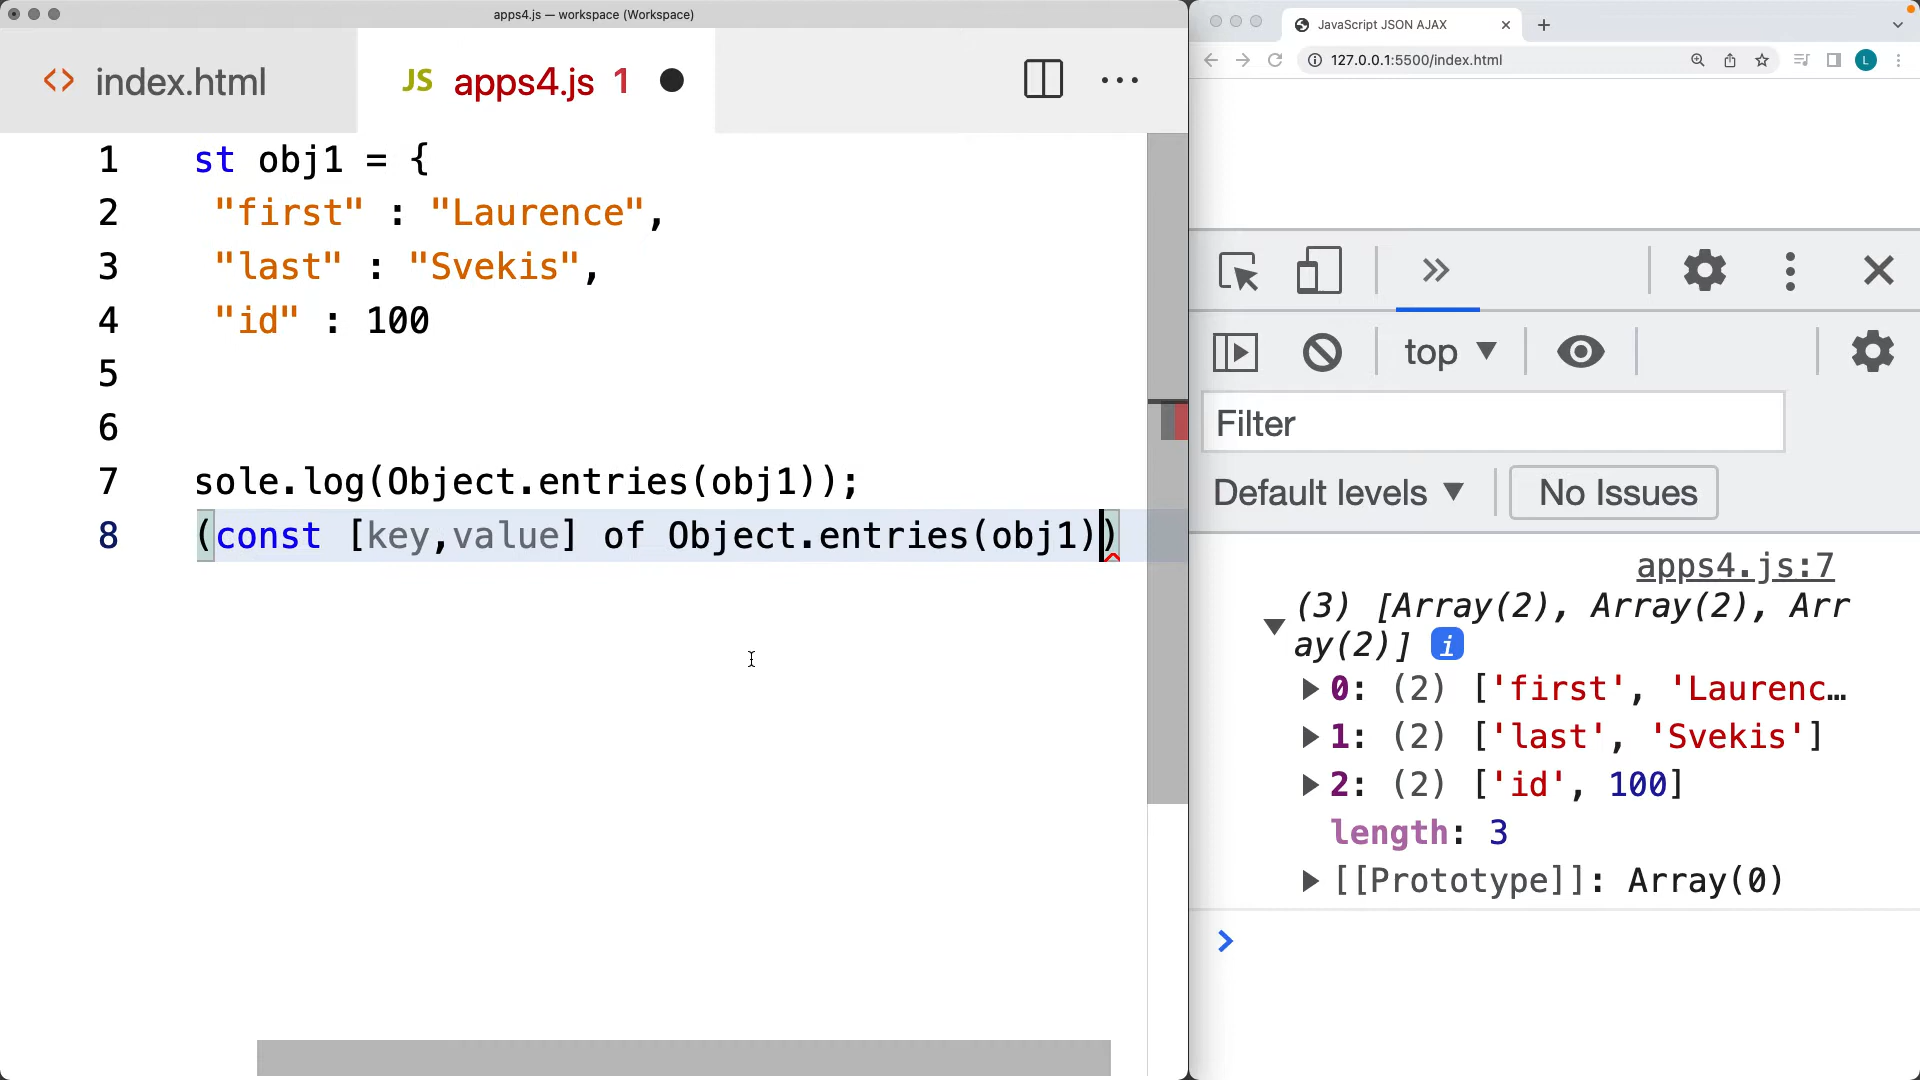 apps4.js — workspace (Workspace)
<> index.html
JS apps4.js 1
1 st obj1 = {
2 "first" : "Laurence",
3 "last" : "Svekis",
4 "id" : 100
5
6
7 sole.log(Object.entries(obj1));
8 (const [key,value] of Object.entries(obj1))
JavaScript JSON AJAX
127.0.0.1:5500/index.html
L
top
Filter
Default levels
No Issues
apps4.js:7
(3) [Array(2), Array(2), Arr
ay(2)] i
0: (2) ['first', 'Laurenc…
1: (2) ['last', 'Svekis']
2: (2) ['id', 100]
length: 3
[[Prototype]]: Array(0)